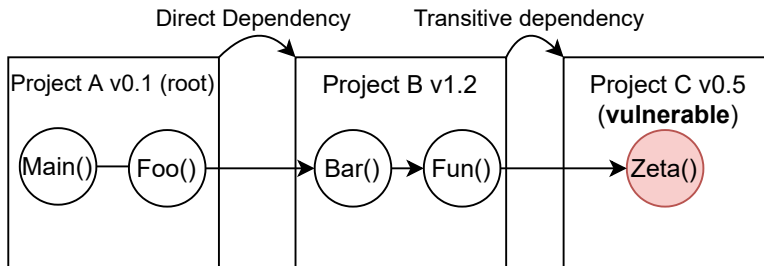 Direct Dependency
Transitive dependency
Project A v0.1 (root)
Project B v1.2
Project C v0.5
(vulnerable)
Main()
Foo()
Bar()
Fun()
Zeta()